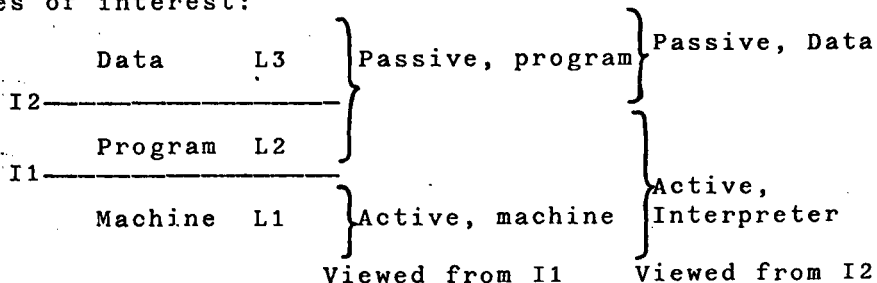 es of interest:
Data L3 Passive, program Passive, Data
I2
Program L2
I1
Machine L1 Active, machine Active, Interpreter
Viewed from I1 Viewed from I2